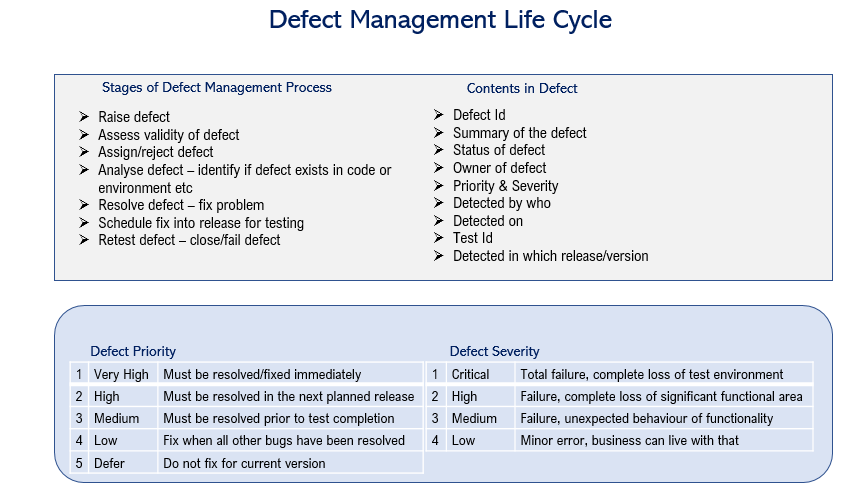 Defect Management Life Cycle
Stages of Defect Management Process
➢ Raise defect
➢ Assess validity of defect
➢ Assign/reject defect
➢ Analyse defect – identify if defect exists in code or
environment etc
➢ Resolve defect – fix problem
➢ Schedule fix into release for testing
➢ Retest defect – close/fail defect
Contents in Defect
➢ Defect Id
➢ Summary of the defect
➢ Status of defect
➢ Owner of defect
➢ Priority & Severity
➢ Detected by who
➢ Detected on
➢ Test Id
➢ Detected in which release/version
Defect Priority
1 Very High Must be resolved/fixed immediately
2 High Must be resolved in the next planned release
3 Medium Must be resolved prior to test completion
4 Low Fix when all other bugs have been resolved
5 Defer Do not fix for current version
Defect Severity
1 Critical Total failure, complete loss of test environment
2 High Failure, complete loss of significant functional area
3 Medium Failure, unexpected behaviour of functionality
4 Low Minor error, business can live with that